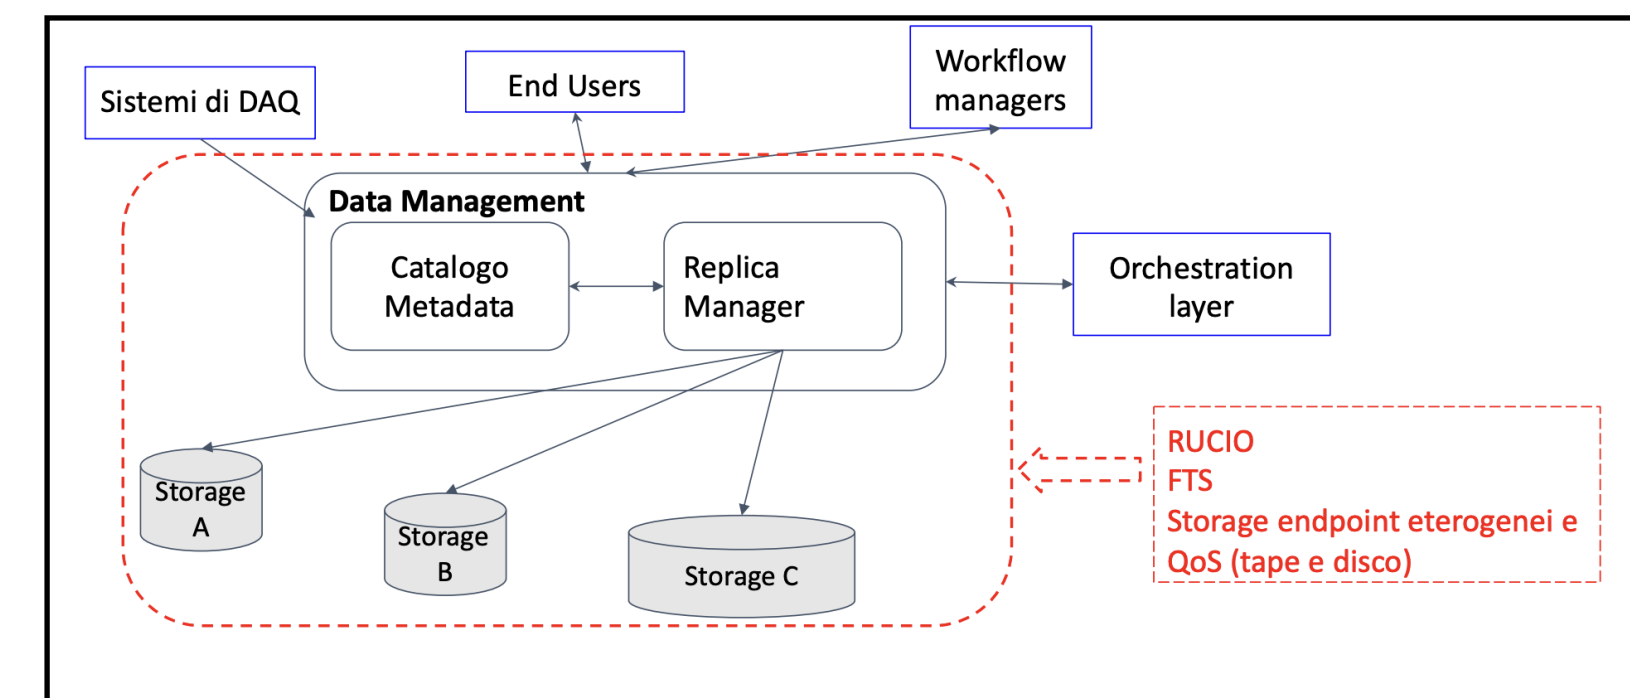 Sistemi di DAQ
End Users
Workflow
managers
Data Management
Catalogo
Metadata
Replica
Manager
Orchestration
layer
Storage
A
Storage
B
Storage C
RUCIO
FTS
Storage endpoint eterogenei e
QoS (tape e disco)